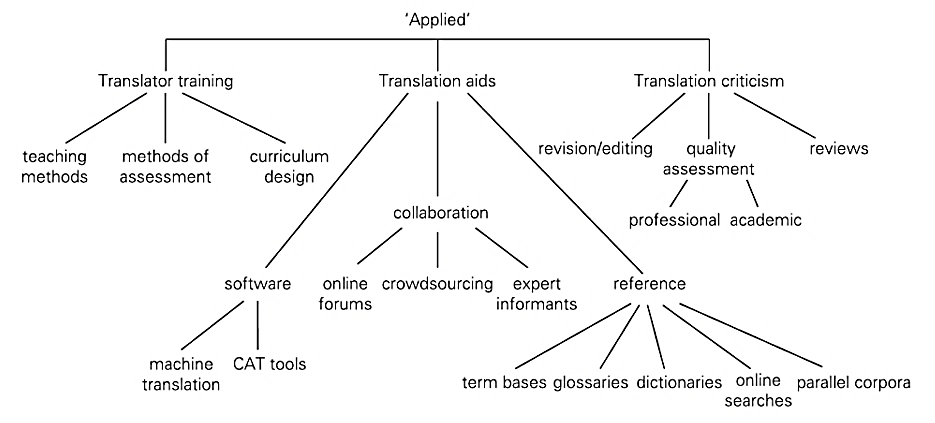 'Applied'
Translator training
Translation aids
Translation criticism
teaching
methods
methods of
assessment
curriculum
design
revision/editing
quality
assessment
reviews
professional
academic
collaboration
software
online
forums
crowdsourcing
expert
informants
reference
machine
translation
CAT tools
term bases
glossaries
dictionaries
online
searches
parallel corpora